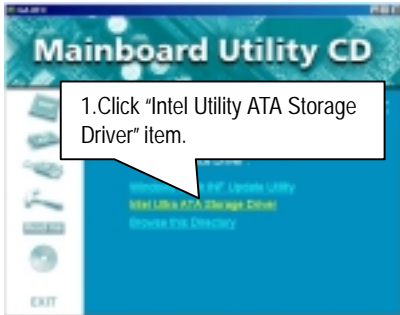 Mainboard Utility CD
1.Click “Intel Utility ATA Storage
Driver” item.
INF Update Utility
Intel Ultra ATA Storage Driver
Browse this Directory
EXIT